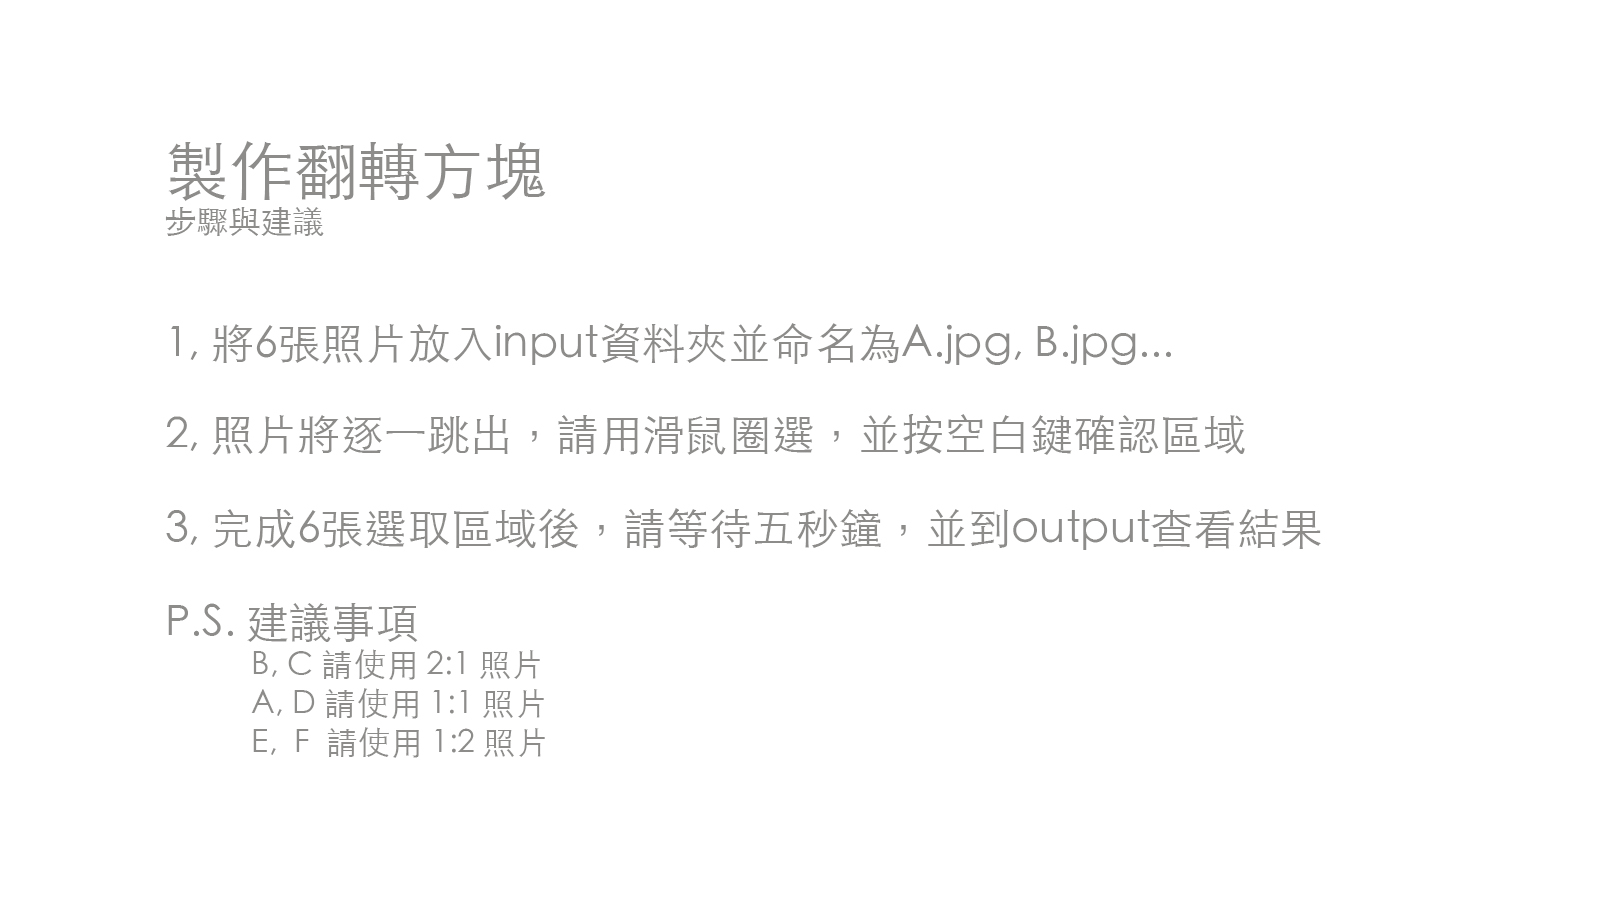 製作翻轉方塊
步驟與建議
1, 將6張照片放入input資料夾並命名為A.jpg, B.jpg...
2, 照片將逐一跳出，請用滑鼠圈選，並按空白鍵確認區域
3, 完成6張選取區域後，請等待五秒鐘，並到output查看結果
P.S. 建議事項
B, C 請使用 2:1 照片
A, D 請使用 1:1 照片
E, F 請使用 1:2 照片